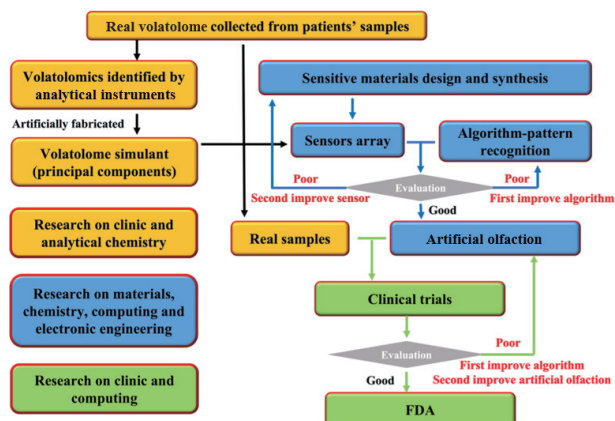 Real volatolome collected from patients' samples
Volatolomics identified by
analytical instruments
Sensitive materials design and synthesis
Artificially fabricated
Sensors array
Algorithm-pattern
recognition
Volatolome simulant
(principal components)
Poor
Second improve sensor
Evaluation
Poor
First improve algorithm
Good
Research on clinic and
analytical chemistry
Real samples
Artificial olfaction
Research on materials,
chemistry, computing and
electronic engineering
Clinical trials
Evaluation
Poor
First improve algorithm
Second improve artificial olfaction
Good
Research on clinic and
computing
FDA